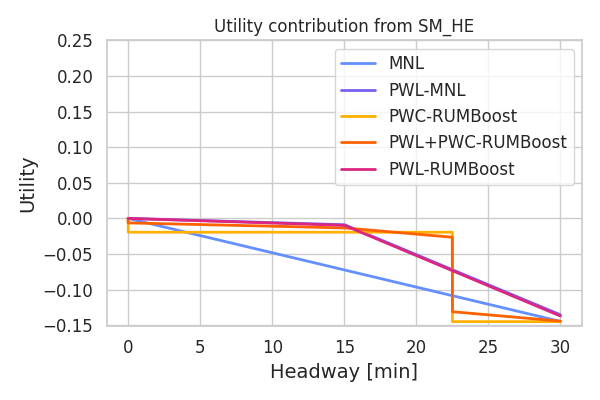 Utility contribution from SM_HE
0.25
0.20
0.15
0.10
0.05
0.00
−0.05
−0.10
−0.15
Utility
MNL
PWL-MNL
PWC-RUMBoost
PWL+PWC-RUMBoost
PWL-RUMBoost
0 5 10 15 20 25 30
Headway [min]